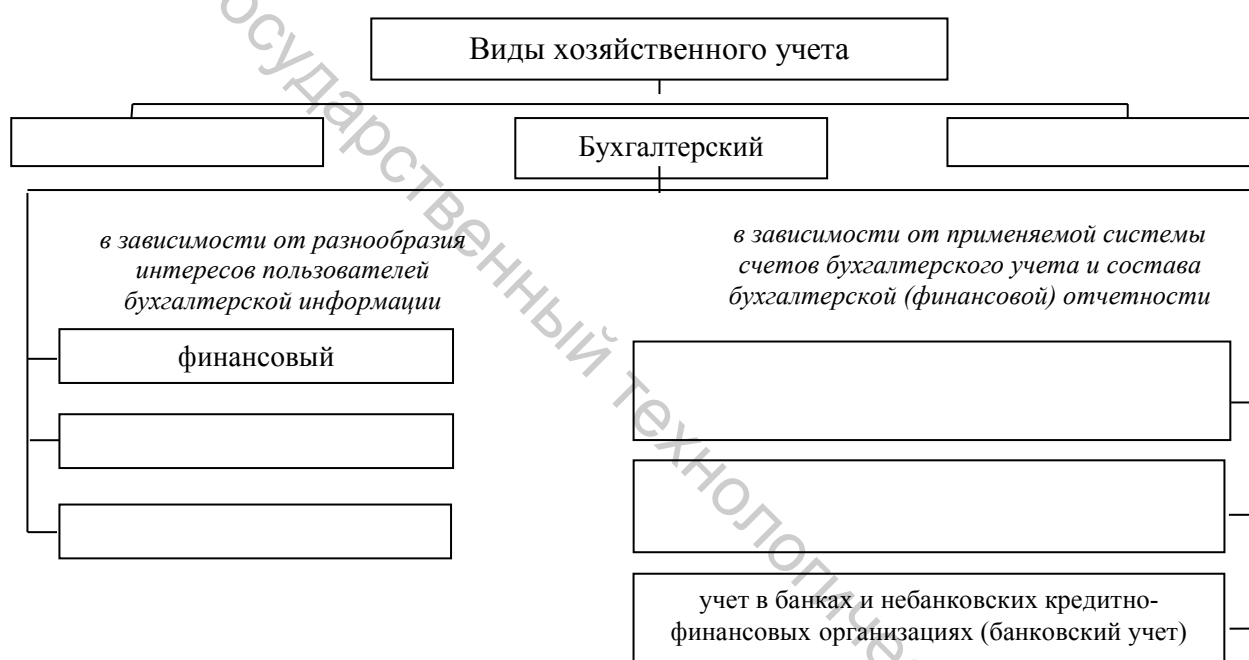 Виды хозяйственного учета
Бухгалтерский
в зависимости от разнообразия
интересов пользователей
бухгалтерской информации
в зависимости от применяемой системы
счетов бухгалтерского учета и состава
бухгалтерской (финансовой) отчетности
финансовый
учет в банках и небанковских кредитно-
финансовых организациях (банковский учет)